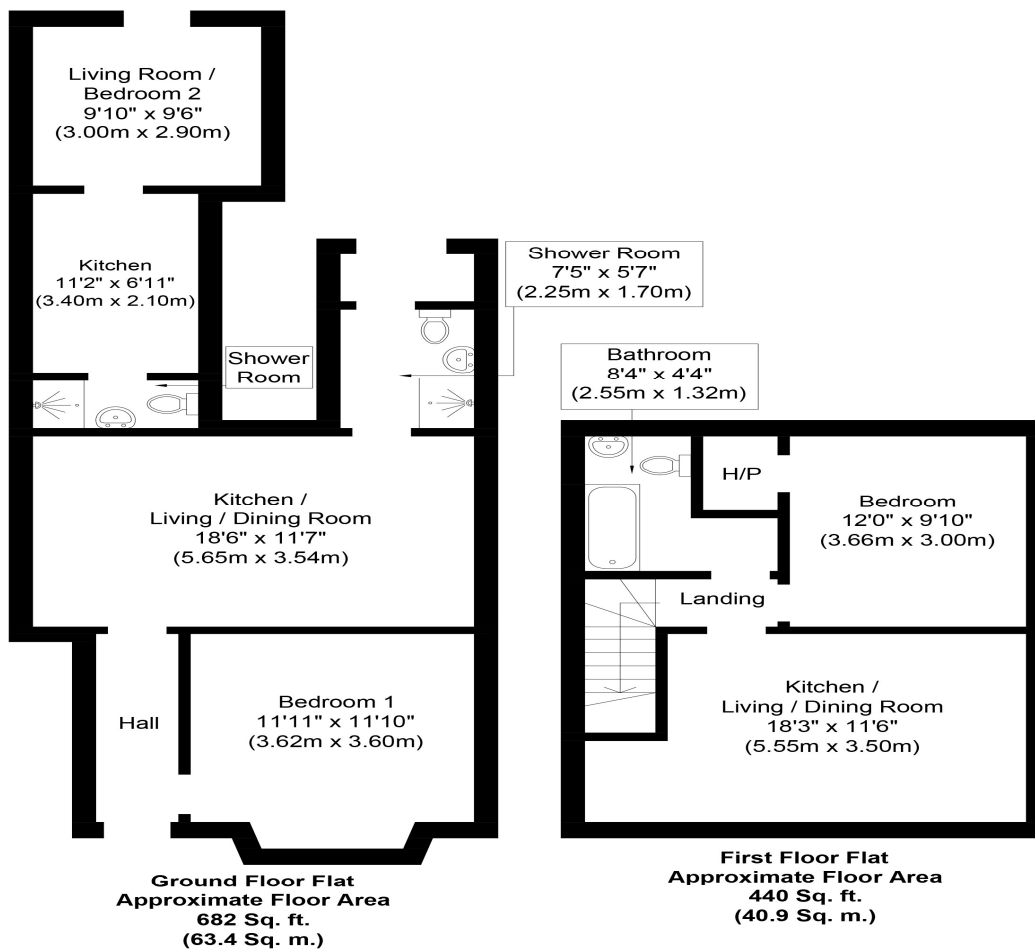 Living Room /
Bedroom 2
9'10" x 9'6"
(3.00m x 2.90m)
Kitchen
11'2" x 6'11"
(3.40m x 2.10m)
Shower
Room
Shower Room
7'5" x 5'7"
(2.25m x 1.70m)
Kitchen /
Living / Dining Room
18'6" x 11'7"
(5.65m x 3.54m)
Hall
Bedroom 1
11'11" x 11'10"
(3.62m x 3.60m)
Ground Floor Flat
Approximate Floor Area
682 Sq. ft.
(63.4 Sq. m.)
Bathroom
8'4" x 4'4"
(2.55m x 1.32m)
H/P
Bedroom
12'0" x 9'10"
(3.66m x 3.00m)
Landing
Kitchen /
Living / Dining Room
18'3" x 11'6"
(5.55m x 3.50m)
First Floor Flat
Approximate Floor Area
440 Sq. ft.
(40.9 Sq. m.)